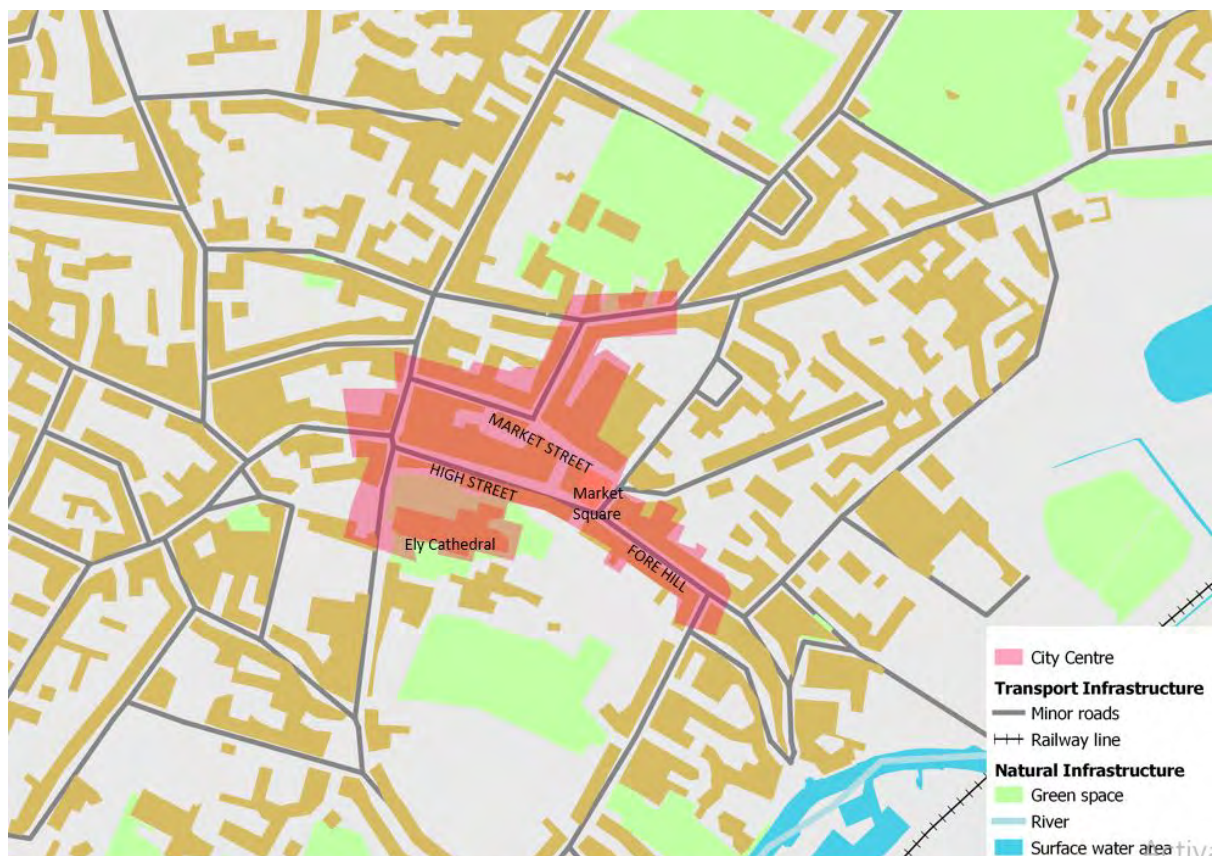 MARKET STREET
HIGH STREET
Market
Square
Ely Cathedral
FORE HILL
City Centre
Transport Infrastructure
Minor roads
Railway line
Natural Infrastructure
Green space
River
Surface water area